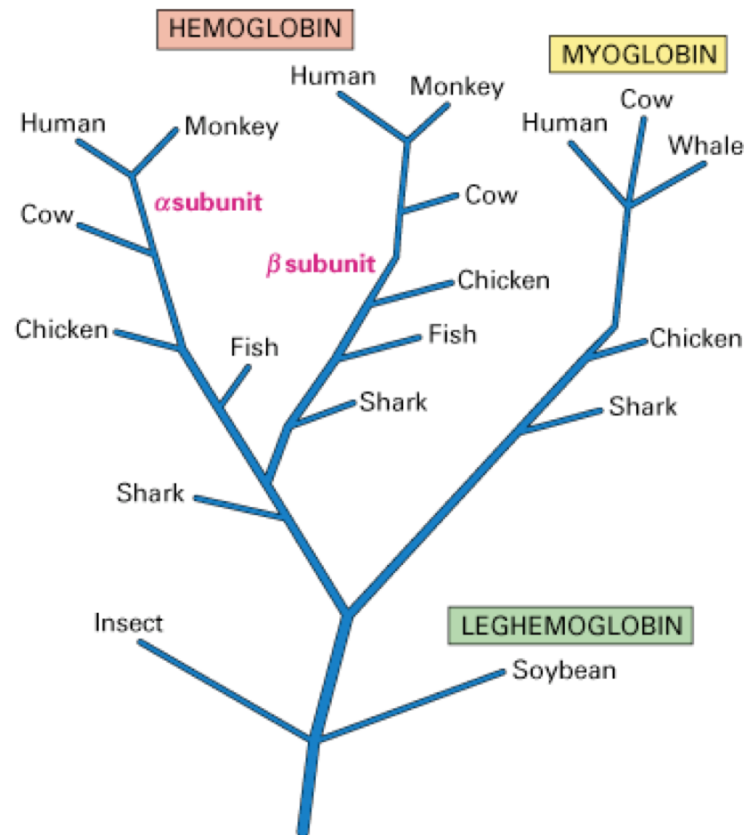 HEMOGLOBIN
MYOGLOBIN
Human
Monkey
Cow
Human
Monkey
Human
Whale
αsubunit
Cow
Cow
β subunit
Chicken
Chicken
Fish
Fish
Chicken
Shark
Shark
Shark
Insect
LEGHEMOGLOBIN
Soybean